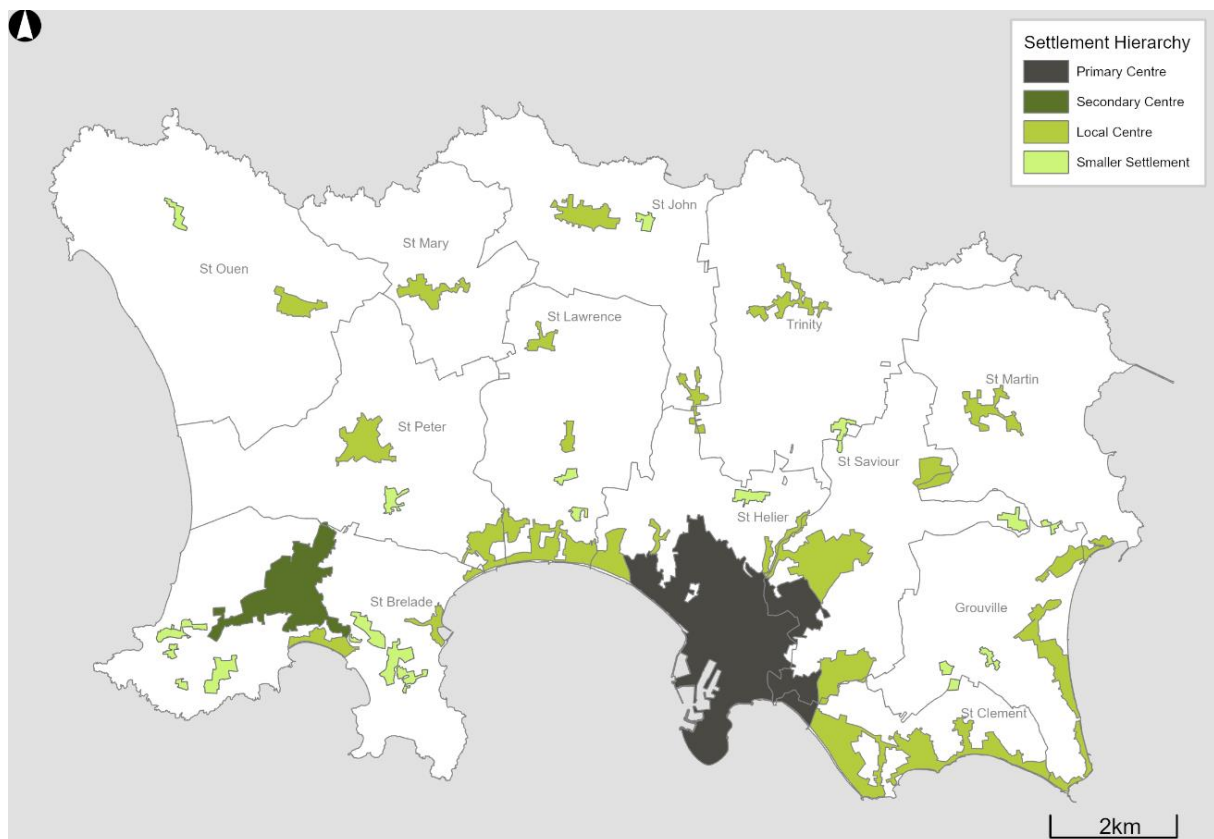 Settlement Hierarchy
Primary Centre
Secondary Centre
Local Centre
Smaller Settlement
St John
St Mary
St Ouen
St Lawrence
Trinity
St Martin
St Peter
St Saviour
St Helier
St Brelade
Grouville
St Clement
2km